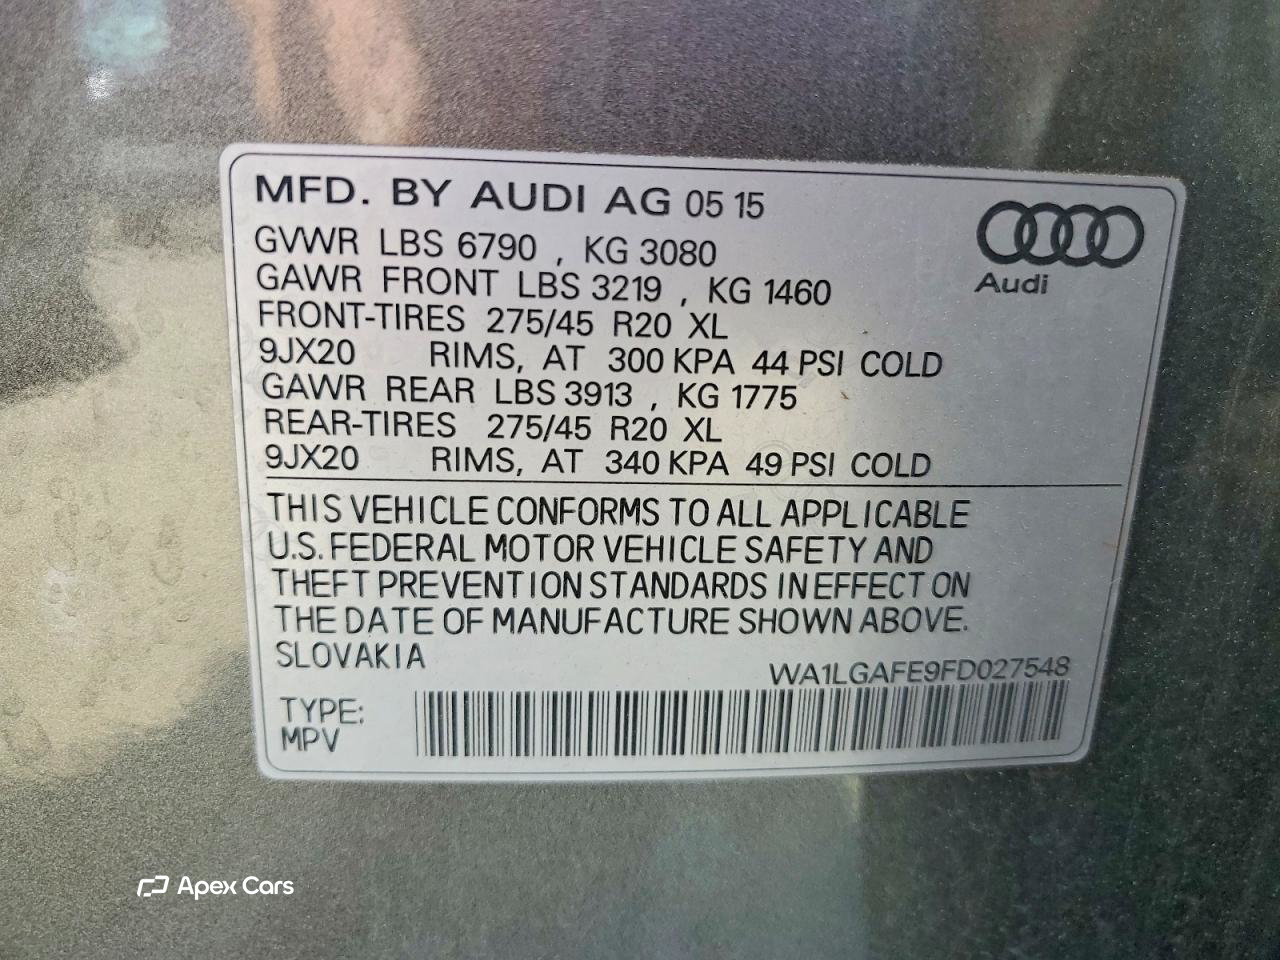 MFD. BY AUDI AG 05 15
GVWR LBS 6790 , KG 3080
GAWR FRONT LBS 3219 , KG 1460
FRONT-TIRES 275/45 R20 XL
9JX20 RIMS, AT 300 KPA 44 PSI COLD
GAWR REAR LBS 3913 , KG 1775
REAR-TIRES 275/45 R20 XL
9JX20 RIMS, AT 340 KPA 49 PSI COLD
Audi
THIS VEHICLE CONFORMS TO ALL APPLICABLE
U.S. FEDERAL MOTOR VEHICLE SAFETY AND
THEFT PREVENTION STANDARDS IN EFFECT ON
THE DATE OF MANUFACTURE SHOWN ABOVE.
SLOVAKIA
WA1LGAFE9FD027548
TYPE:
MPV
Apex Cars